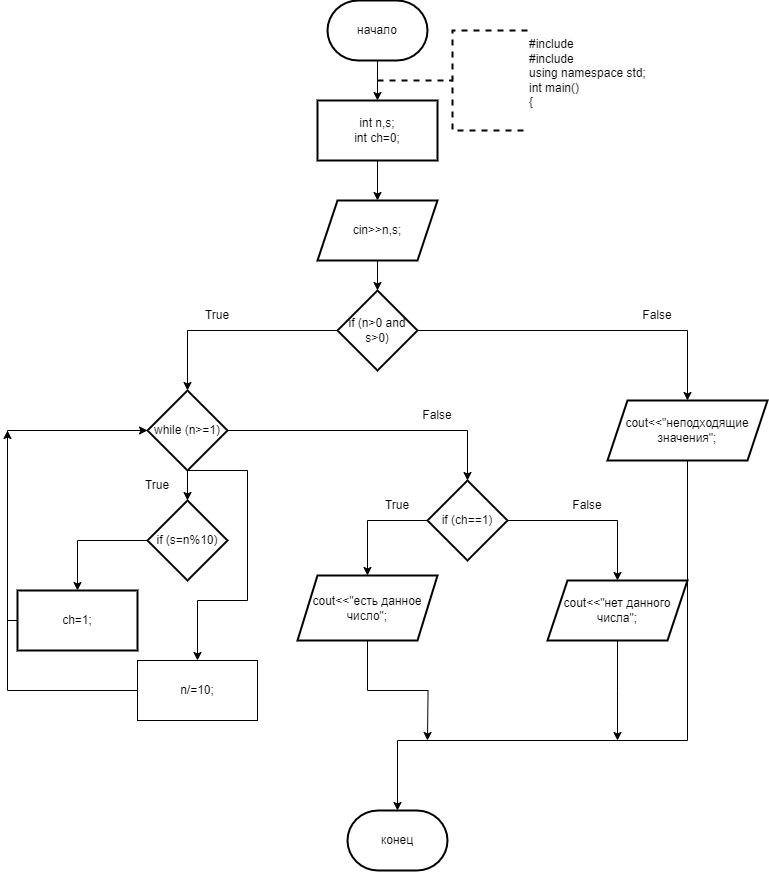 начало
#include
#include
using namespace std;
int main()
{
int n,s;
int ch=0;
cin>>n,s;
if (n>0 and
s>0)
True
False
while (n>=1)
False
cout<<"неподходящие
значения";
True
if (s=n%10)
True
if (ch==1)
False
ch=1;
cout<<"есть данное
число";
cout<<"нет данного
числа";
n/=10;
конец